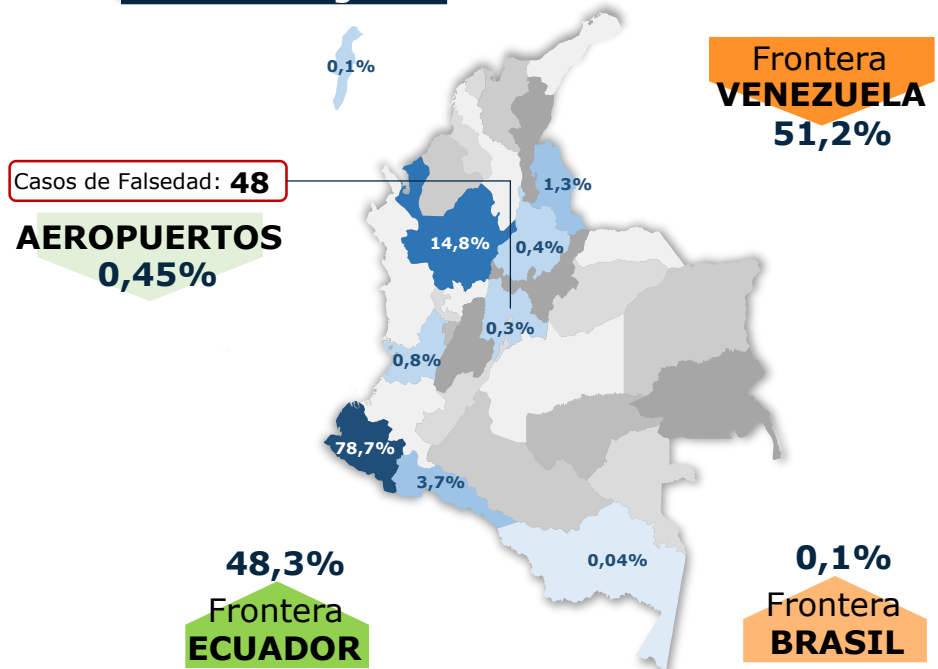 0,1%
Frontera
VENEZUELA
51,2%
Casos de Falsedad: 48
1,3%
AEROPUERTOS
0,45%
14,8%
0,4%
0,3%
0,8%
78,7%
3,7%
0,04%
48,3%
Frontera
ECUADOR
0,1%
Frontera
BRASIL